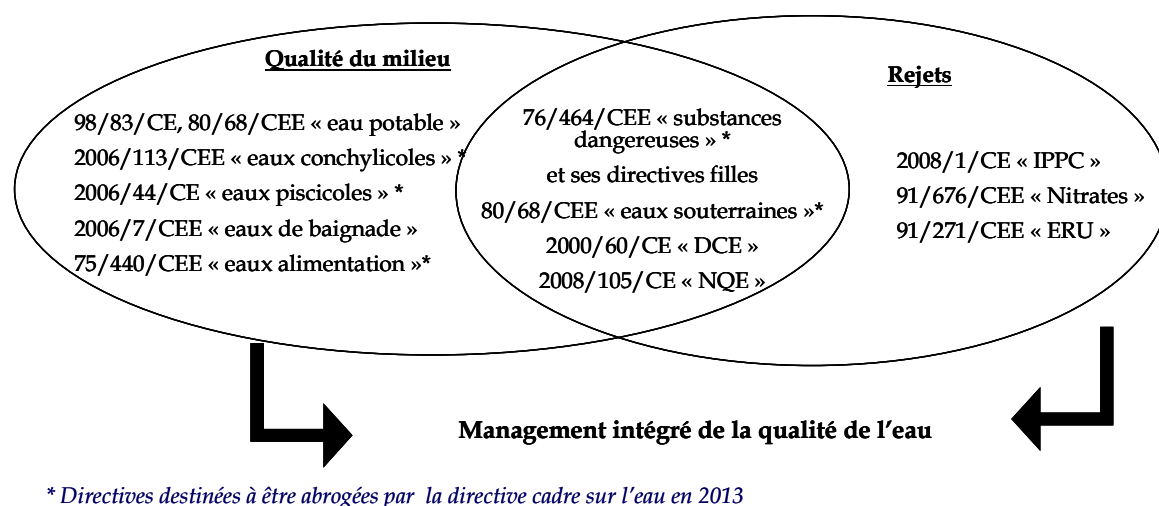 Qualité du milieu
98/83/CE, 80/68/CEE « eau potable »
2006/113/CEE « eaux conchylicoles » *
2006/44/CE « eaux piscicoles » *
2006/7/CEE « eaux de baignade »
75/440/CEE « eaux alimentation »*
76/464/CEE « substances
dangereuses » *
et ses directives filles
80/68/CEE « eaux souterraines »*
2000/60/CE « DCE »
2008/105/CE « NQE »
Rejets
2008/1/CE « IPPC »
91/676/CEE « Nitrates »
91/271/CEE « ERU »
Management intégré de la qualité de l'eau
* Directives destinées à être abrogées par la directive cadre sur l'eau en 2013